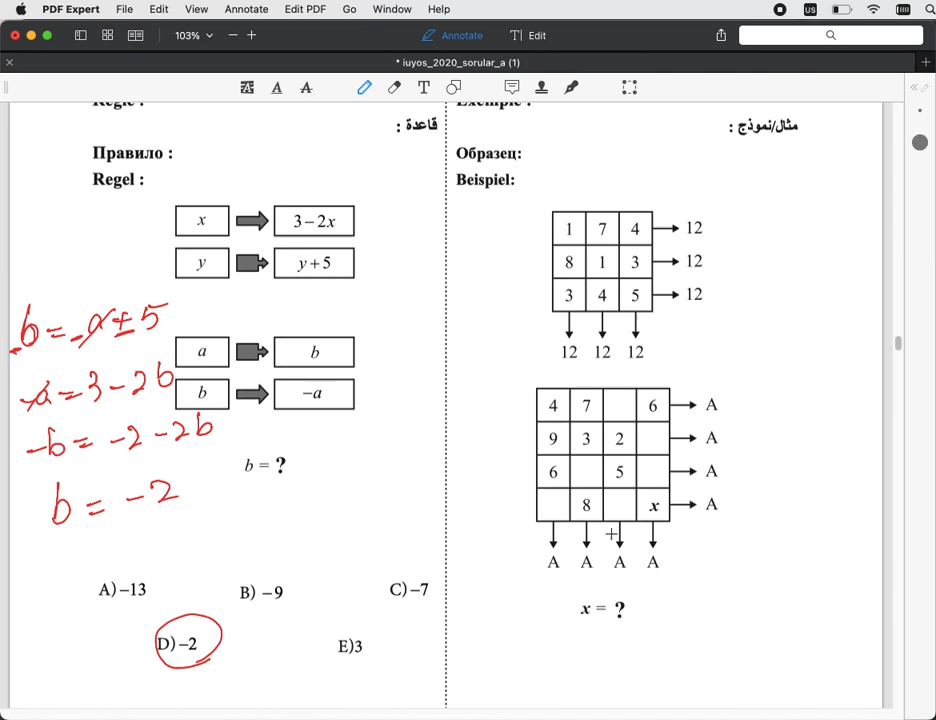 PDF Expert File Edit View Annotate Edit PDF Go Window Help US
103% Annotate T Edit
* iuyos_2020_sorular_a (1)
A A A T
قاعدة :
Правило :
Regel :
x 3 − 2x
y y + 5
b = -a + 5
a b
-a = 3 - 2b
b −a
-b = -2 - 2b
b = ?
b = -2
A) −13 B) −9 C) −7
D) −2 E) 3
مثال/نموذج :
Образец:
Beispiel:
1 7 4 12
8 1 3 12
3 4 5 12
12 12 12
4 7 6 A
9 3 2 A
6 5 A
8 x A
A A A A
x = ?